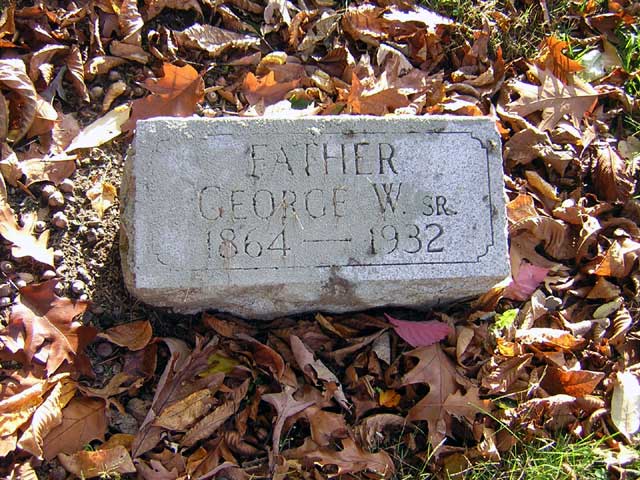 FATHER
GEORGE W. SR.
1864 — 1932